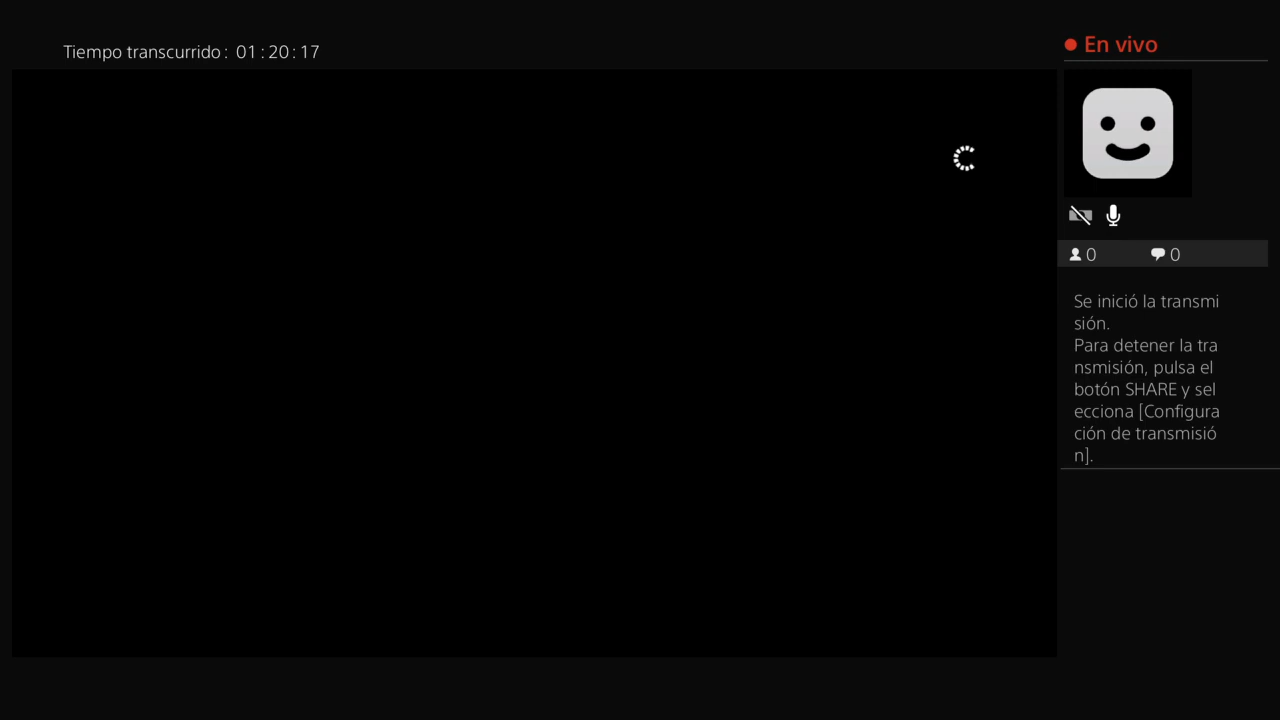 Tiempo transcurrido : 01 : 20 : 17
En vivo
0 0
Se inició la transmi
sión.
Para detener la tra
nsmisión, pulsa el
botón SHARE y sel
ecciona [Configura
ción de transmisió
n].